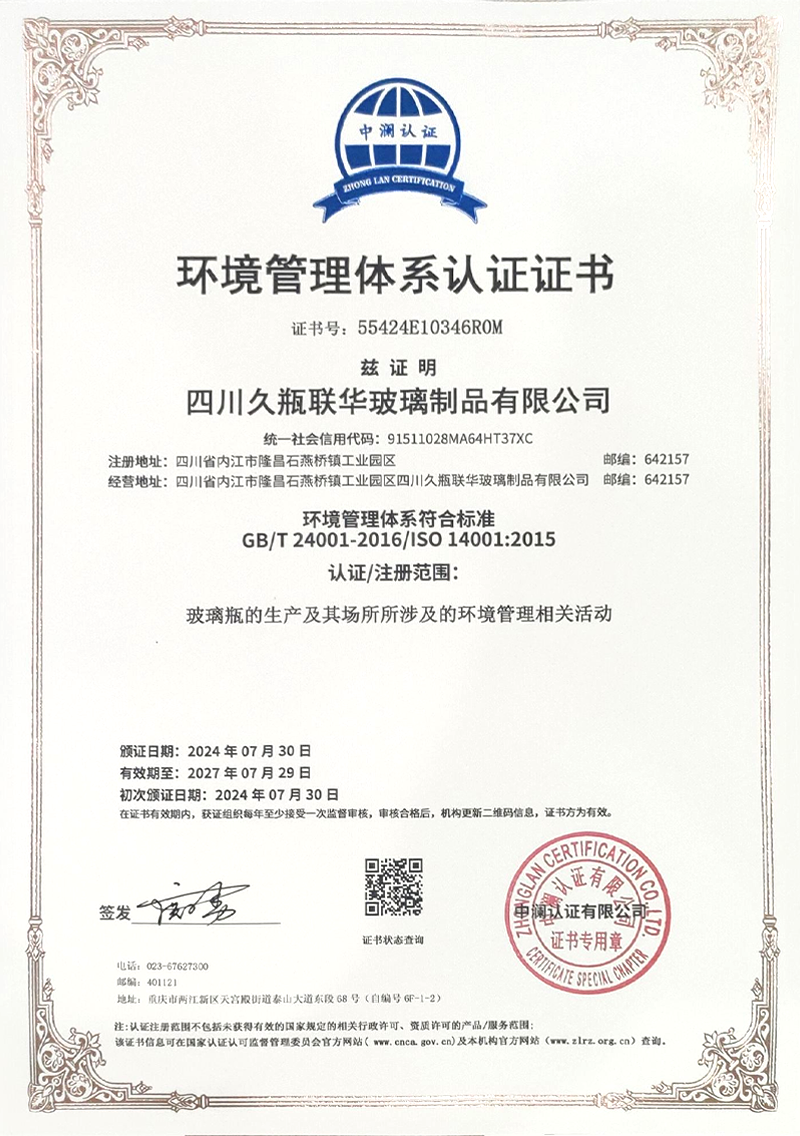 中澜认证
ZHONG LAN CERTIFICATION
环境管理体系认证证书
证书号：55424E10346R0M
兹证明
四川久瓶联华玻璃制品有限公司
统一社会信用代码：91511028MA64HT37XC
注册地址：四川省内江市隆昌石燕桥镇工业园区 邮编：642157
经营地址：四川省内江市隆昌石燕桥镇工业园区四川久瓶联华玻璃制品有限公司 邮编：642157
环境管理体系符合标准
GB/T 24001-2016/ISO 14001:2015
认证/注册范围：
玻璃瓶的生产及其场所所涉及的环境管理相关活动
颁证日期：2024 年 07 月 30 日
有效期至：2027 年 07 月 29 日
初次颁证日期：2024 年 07 月 30 日
在证书有效期内，获证组织每年至少接受一次监督审核，审核合格后，机构更新二维码信息，证书方为有效。
签发
证书状态查询
ZHONGLAN CERTIFICATION CO.,LTD.
中澜认证有限公司
中澜认证有限公司
证书专用章
CERTIFICATE SPECIAL CHAPTER
电话：023-67627300
邮编：401121
地址：重庆市两江新区天宫殿街道泰山大道东段 68 号（自编号 6F-1-2）
注:认证注册范围不包括未获得有效的国家规定的相关行政许可、资质许可的产品/服务范围;
该证书信息可在国家认证认可监督管理委员会官方网站( www.cnca.gov.cn)及本机构官方网站（www.zlrz.org.cn）查询。